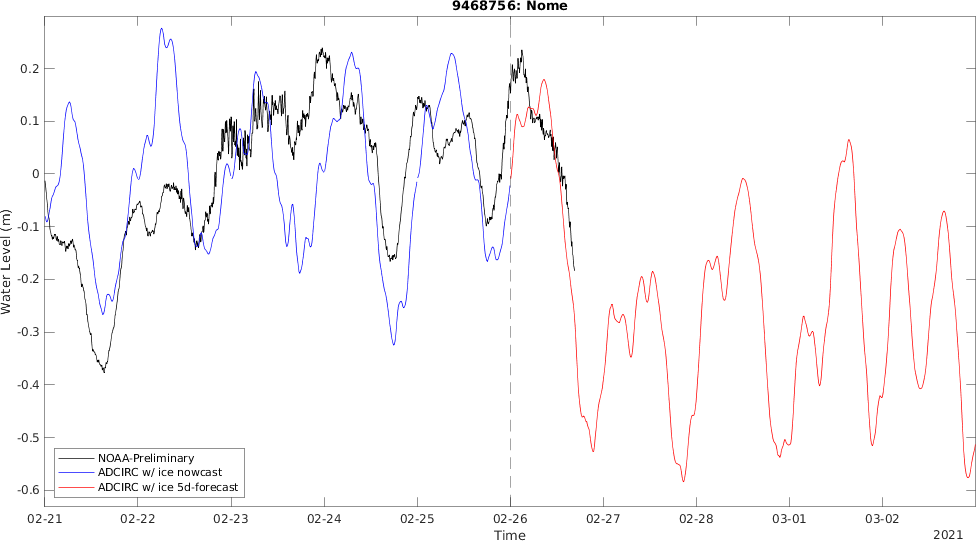 9468756: Nome
Water Level (m)
0.2
0.1
0
-0.1
-0.2
-0.3
-0.4
-0.5
-0.6
NOAA-Preliminary
ADCIRC w/ ice nowcast
ADCIRC w/ ice 5d-forecast
02-21 02-22 02-23 02-24 02-25 02-26 02-27 02-28 03-01 03-02
Time
2021